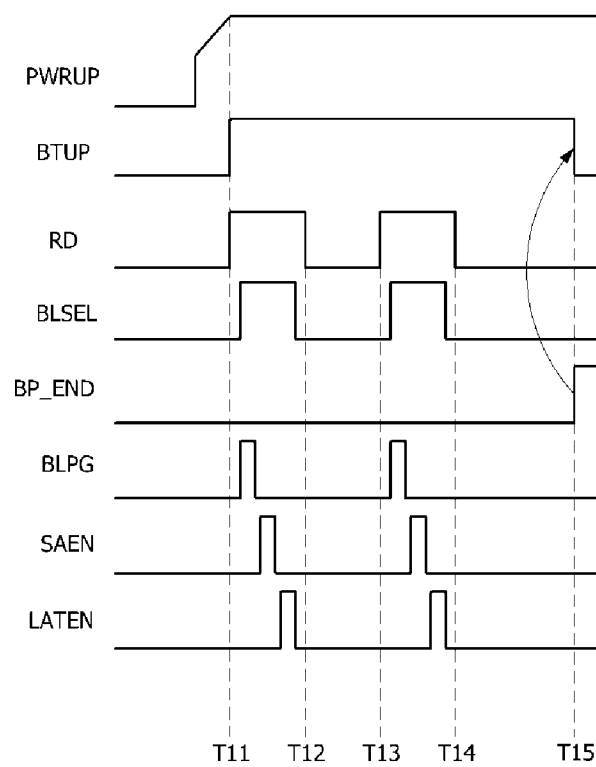 PWRUP
BTUP
RD
BLSEL
BP_END
BLPG
SAEN
LATEN
T11 T12 T13 T14 T15